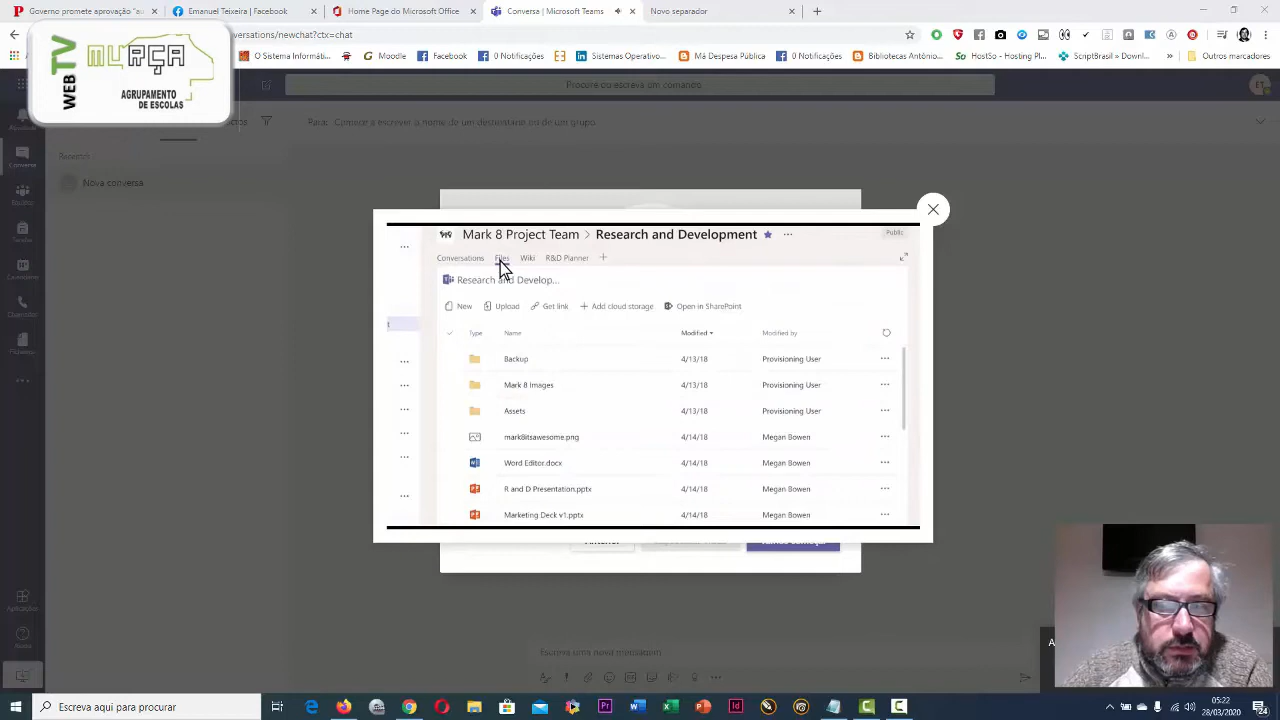 Governo promete aprovação "a
Emanuel Teixeira | Facebook
Home Page do Microsoft Office
Conversa | Microsoft Teams
Novo separador
ersations/newchat?ctx=chat
O Sistema Informáti...
Moodle
Facebook
0 Notificações
Sistema Operativo...
Má Despesa Pública
0 Notificações
Bibliotecas António...
SoHst - Hosting Pl...
ScriptBrasil
Outros marcadores
WEB TV
MURÇA
AGRUPAMENTO
DE ESCOLAS
Procure ou escreva um comando
ET
Para: Comece a escrever o nome de um destinatário ou de um grupo.
Recentes
Nova conversa
Mark 8 Project Team > Research and Development
Public
Conversations Files Wiki R&D Planner
Research and Develop...
New Upload Get link Add cloud storage Open in SharePoint
Type Name Modified Modified by
Backup 4/13/18 Provisioning User
Mark 8 Images 4/13/18 Provisioning User
Assets 4/13/18 Provisioning User
mark8itsawesome.png 4/14/18 Megan Bowen
Word Editor.docx 4/14/18 Megan Bowen
R and D Presentation.pptx 4/14/18 Megan Bowen
Marketing Deck v1.pptx 4/14/18 Megan Bowen
Aplicações
Ajuda
Escreva uma nova mensagem
Escreva aqui para procurar
05:22
28/03/2020